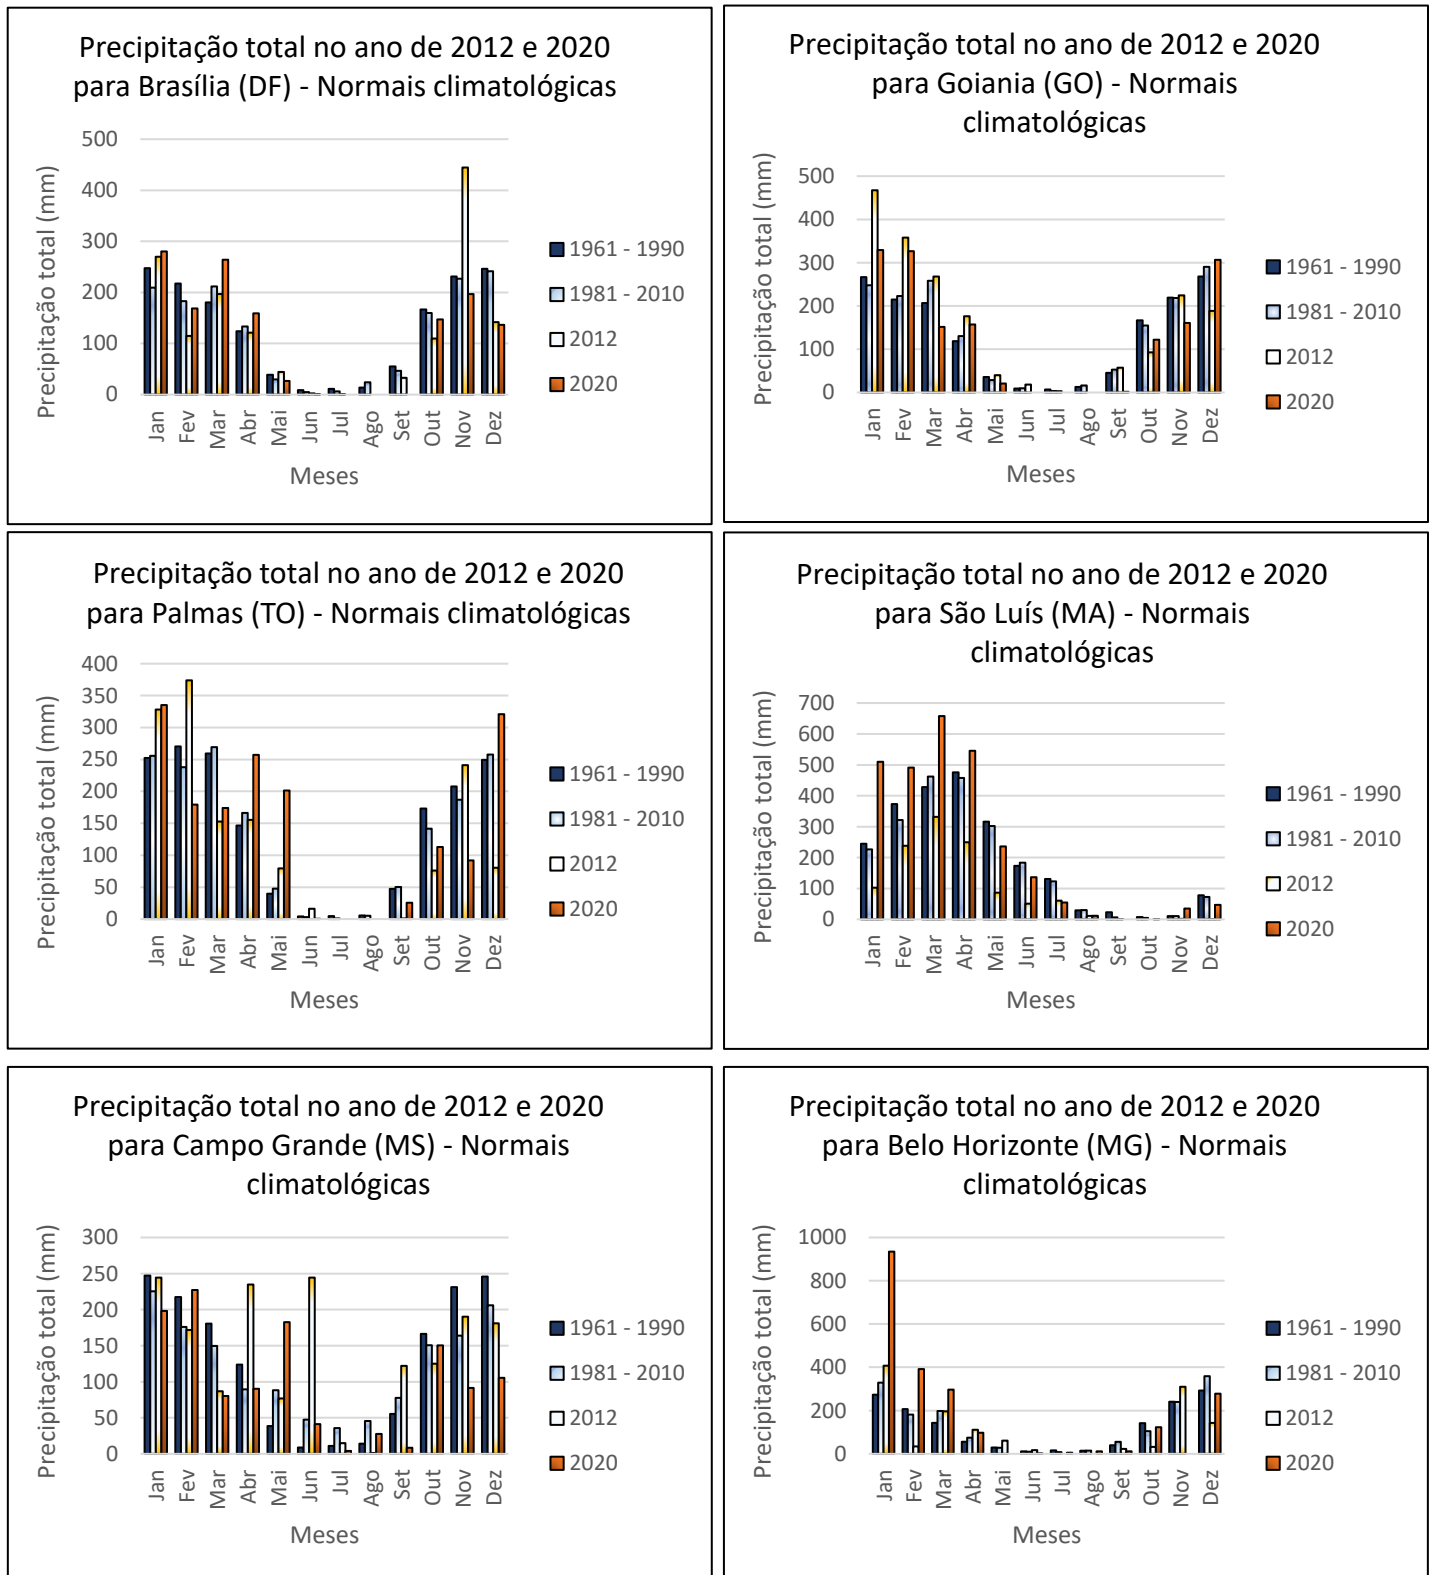 Precipitação total no ano de 2012 e 2020
para Brasília (DF) - Normais climatológicas
Precipitação total (mm)
500
400
300
200
100
0
Jan
Fev
Mar
Abr
Mai
Jun
Jul
Ago
Set
Out
Nov
Dez
Meses
1961 - 1990
1981 - 2010
2012
2020
Precipitação total no ano de 2012 e 2020
para Goiania (GO) - Normais
climatológicas
Precipitação total (mm)
500
400
300
200
100
0
Jan
Fev
Mar
Abr
Mai
Jun
Jul
Ago
Set
Out
Nov
Dez
Meses
1961 - 1990
1981 - 2010
2012
2020
Precipitação total no ano de 2012 e 2020
para Palmas (TO) - Normais climatológicas
Precipitação total (mm)
400
350
300
250
200
150
100
50
0
Jan
Fev
Mar
Abr
Mai
Jun
Jul
Ago
Set
Out
Nov
Dez
Meses
1961 - 1990
1981 - 2010
2012
2020
Precipitação total no ano de 2012 e 2020
para São Luís (MA) - Normais
climatológicas
Precipitação total (mm)
700
600
500
400
300
200
100
0
Jan
Fev
Mar
Abr
Mai
Jun
Jul
Ago
Set
Out
Nov
Dez
Meses
1961 - 1990
1981 - 2010
2012
2020
Precipitação total no ano de 2012 e 2020
para Campo Grande (MS) - Normais
climatológicas
Precipitação total (mm)
300
250
200
150
100
50
0
Jan
Fev
Mar
Abr
Mai
Jun
Jul
Ago
Set
Out
Nov
Dez
Meses
1961 - 1990
1981 - 2010
2012
2020
Precipitação total no ano de 2012 e 2020
para Belo Horizonte (MG) - Normais
climatológicas
Precipitação total (mm)
1000
800
600
400
200
0
Jan
Fev
Mar
Abr
Mai
Jun
Jul
Ago
Set
Out
Nov
Dez
Meses
1961 - 1990
1981 - 2010
2012
2020